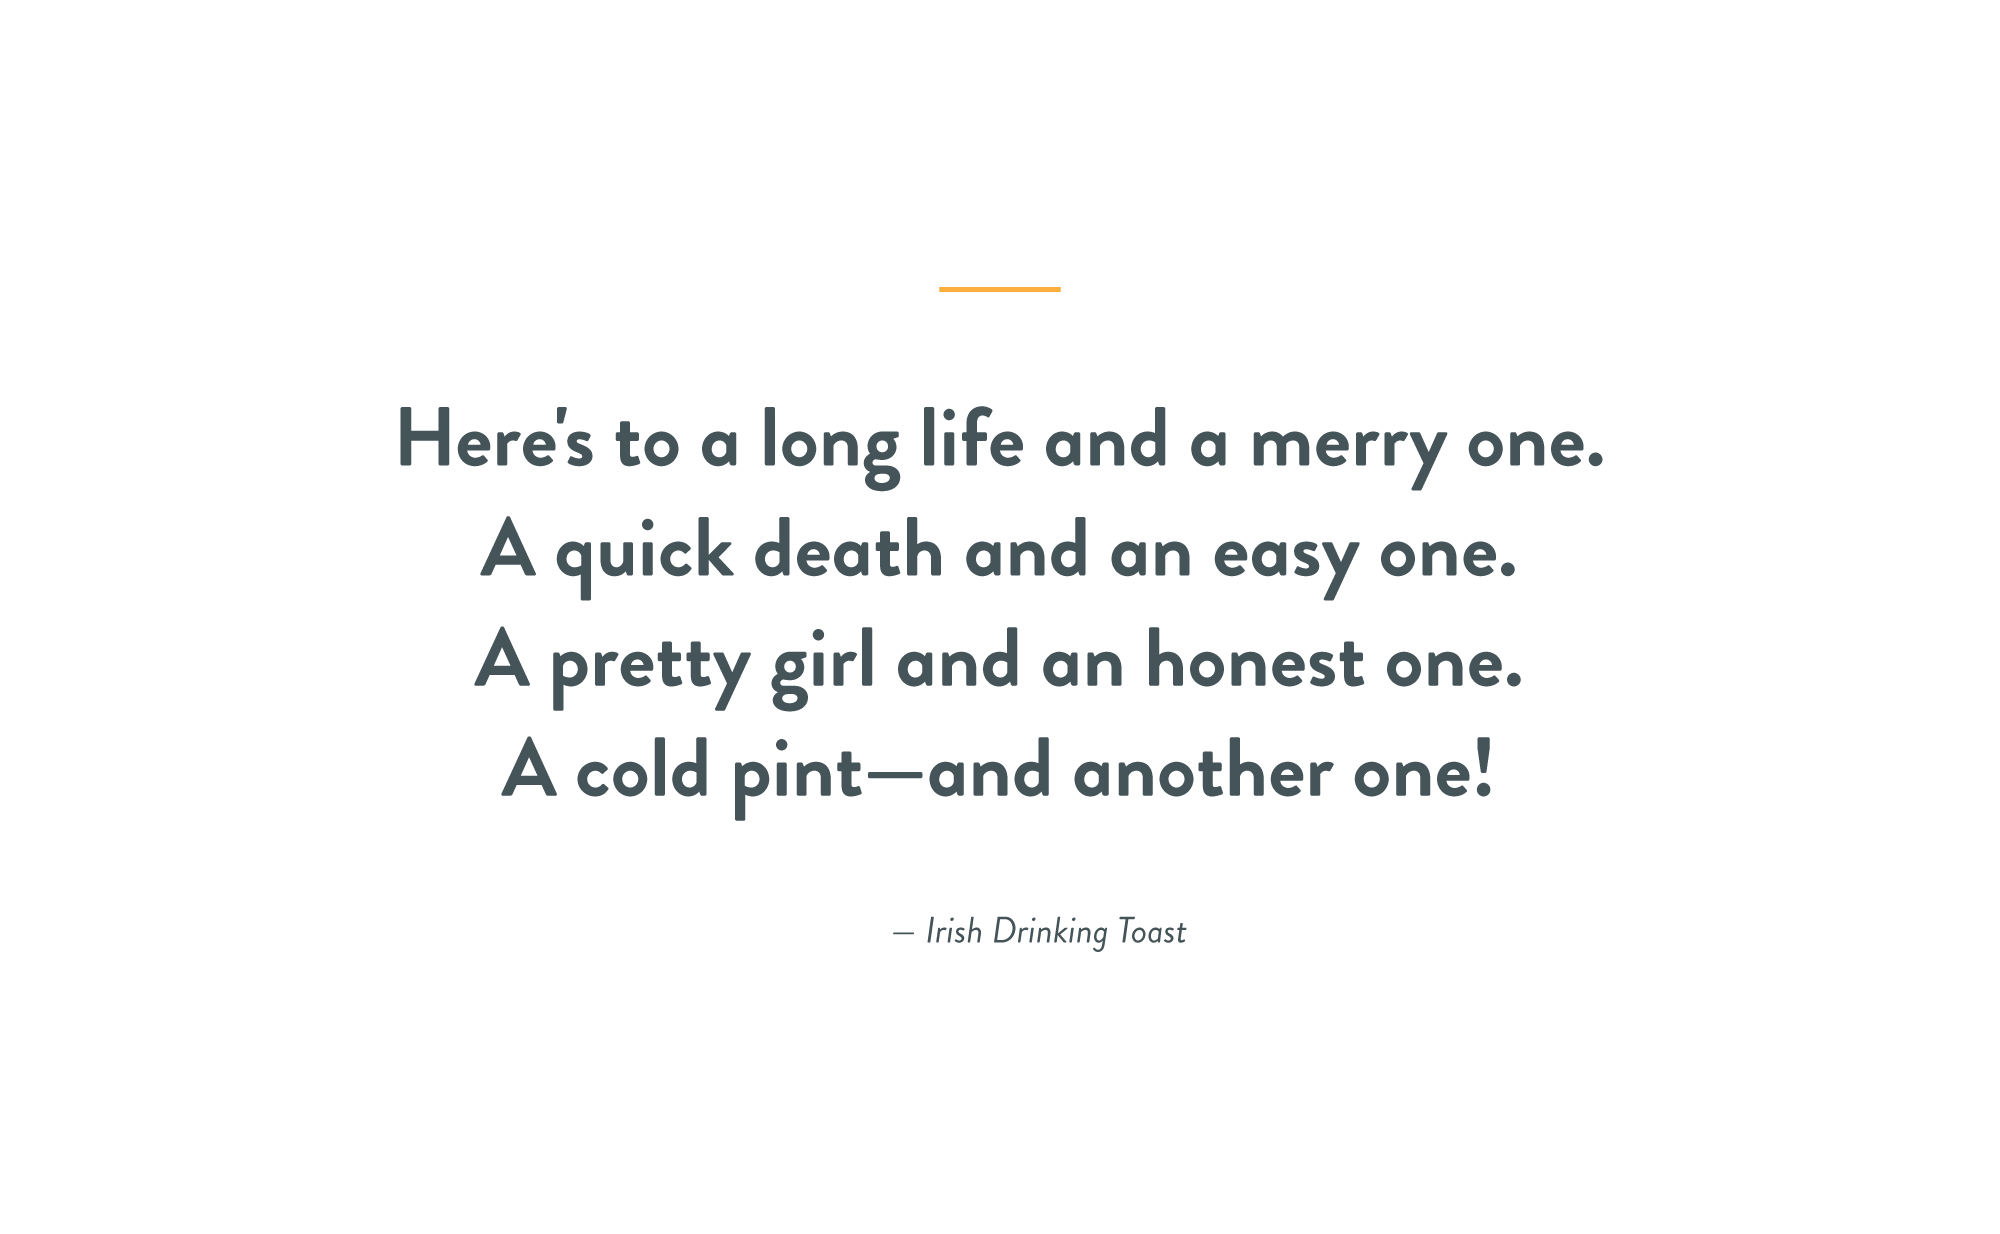 Here's to a long life and a merry one.
A quick death and an easy one.
A pretty girl and an honest one.
A cold pint—and another one!
— Irish Drinking Toast